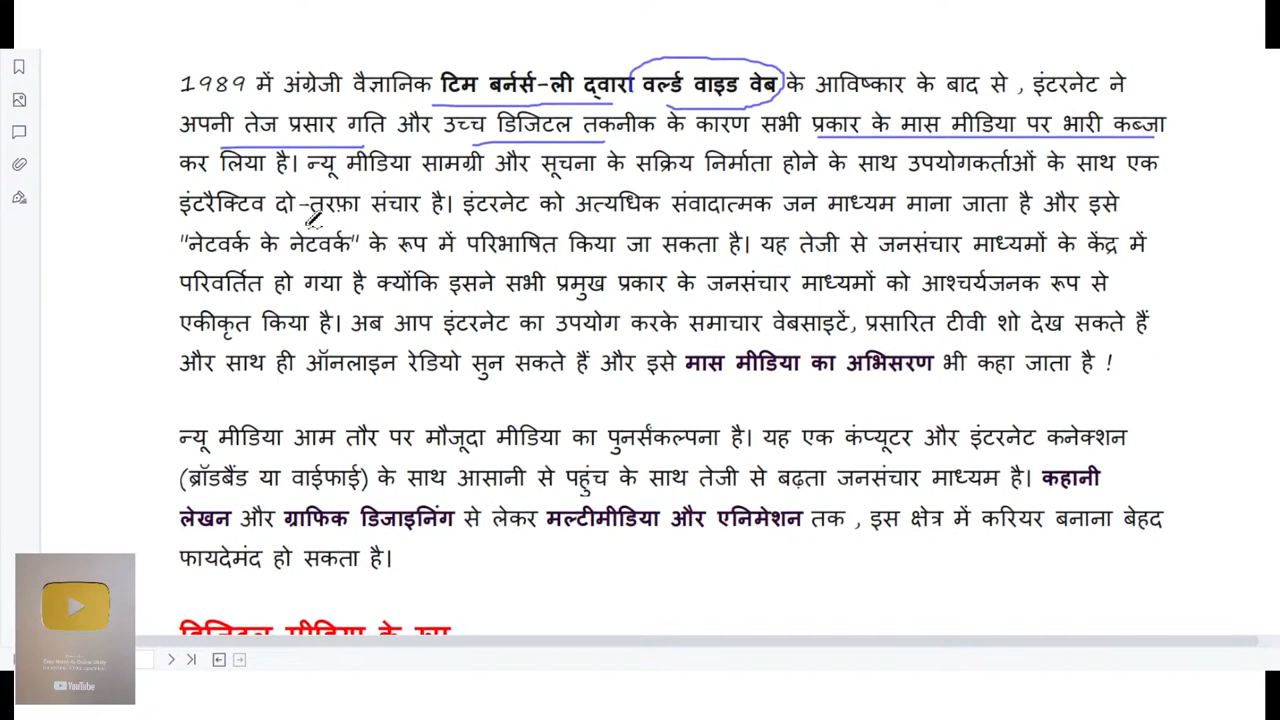 1989 में अंग्रेजी वैज्ञानिक टिम बर्नर्स-ली द्वारा वर्ल्ड वाइड वेब के आविष्कार के बाद से , इंटरनेट ने
अपनी तेज प्रसार गति और उच्च डिजिटल तकनीक के कारण सभी प्रकार के मास मीडिया पर भारी कब्जा
कर लिया है। न्यू मीडिया सामग्री और सूचना के सक्रिय निर्माता होने के साथ उपयोगकर्ताओं के साथ एक
इंटरैक्टिव दो-तरफ़ा संचार है। इंटरनेट को अत्यधिक संवादात्मक जन माध्यम माना जाता है और इसे
"नेटवर्क के नेटवर्क" के रूप में परिभाषित किया जा सकता है। यह तेजी से जनसंचार माध्यमों के केंद्र में
परिवर्तित हो गया है क्योंकि इसने सभी प्रमुख प्रकार के जनसंचार माध्यमों को आश्चर्यजनक रूप से
एकीकृत किया है। अब आप इंटरनेट का उपयोग करके समाचार वेबसाइटें, प्रसारित टीवी शो देख सकते हैं
और साथ ही ऑनलाइन रेडियो सुन सकते हैं और इसे मास मीडिया का अभिसरण भी कहा जाता है !
न्यू मीडिया आम तौर पर मौजूदा मीडिया का पुनर्संकल्पना है। यह एक कंप्यूटर और इंटरनेट कनेक्शन
(ब्रॉडबैंड या वाईफाई) के साथ आसानी से पहुंच के साथ तेजी से बढ़ता जनसंचार माध्यम है। कहानी
लेखन और ग्राफिक डिजाइनिंग से लेकर मल्टीमीडिया और एनिमेशन तक , इस क्षेत्र में करियर बनाना बेहद
फायदेमंद हो सकता है।
डिजिटल मीडिया के रूप
YouTube